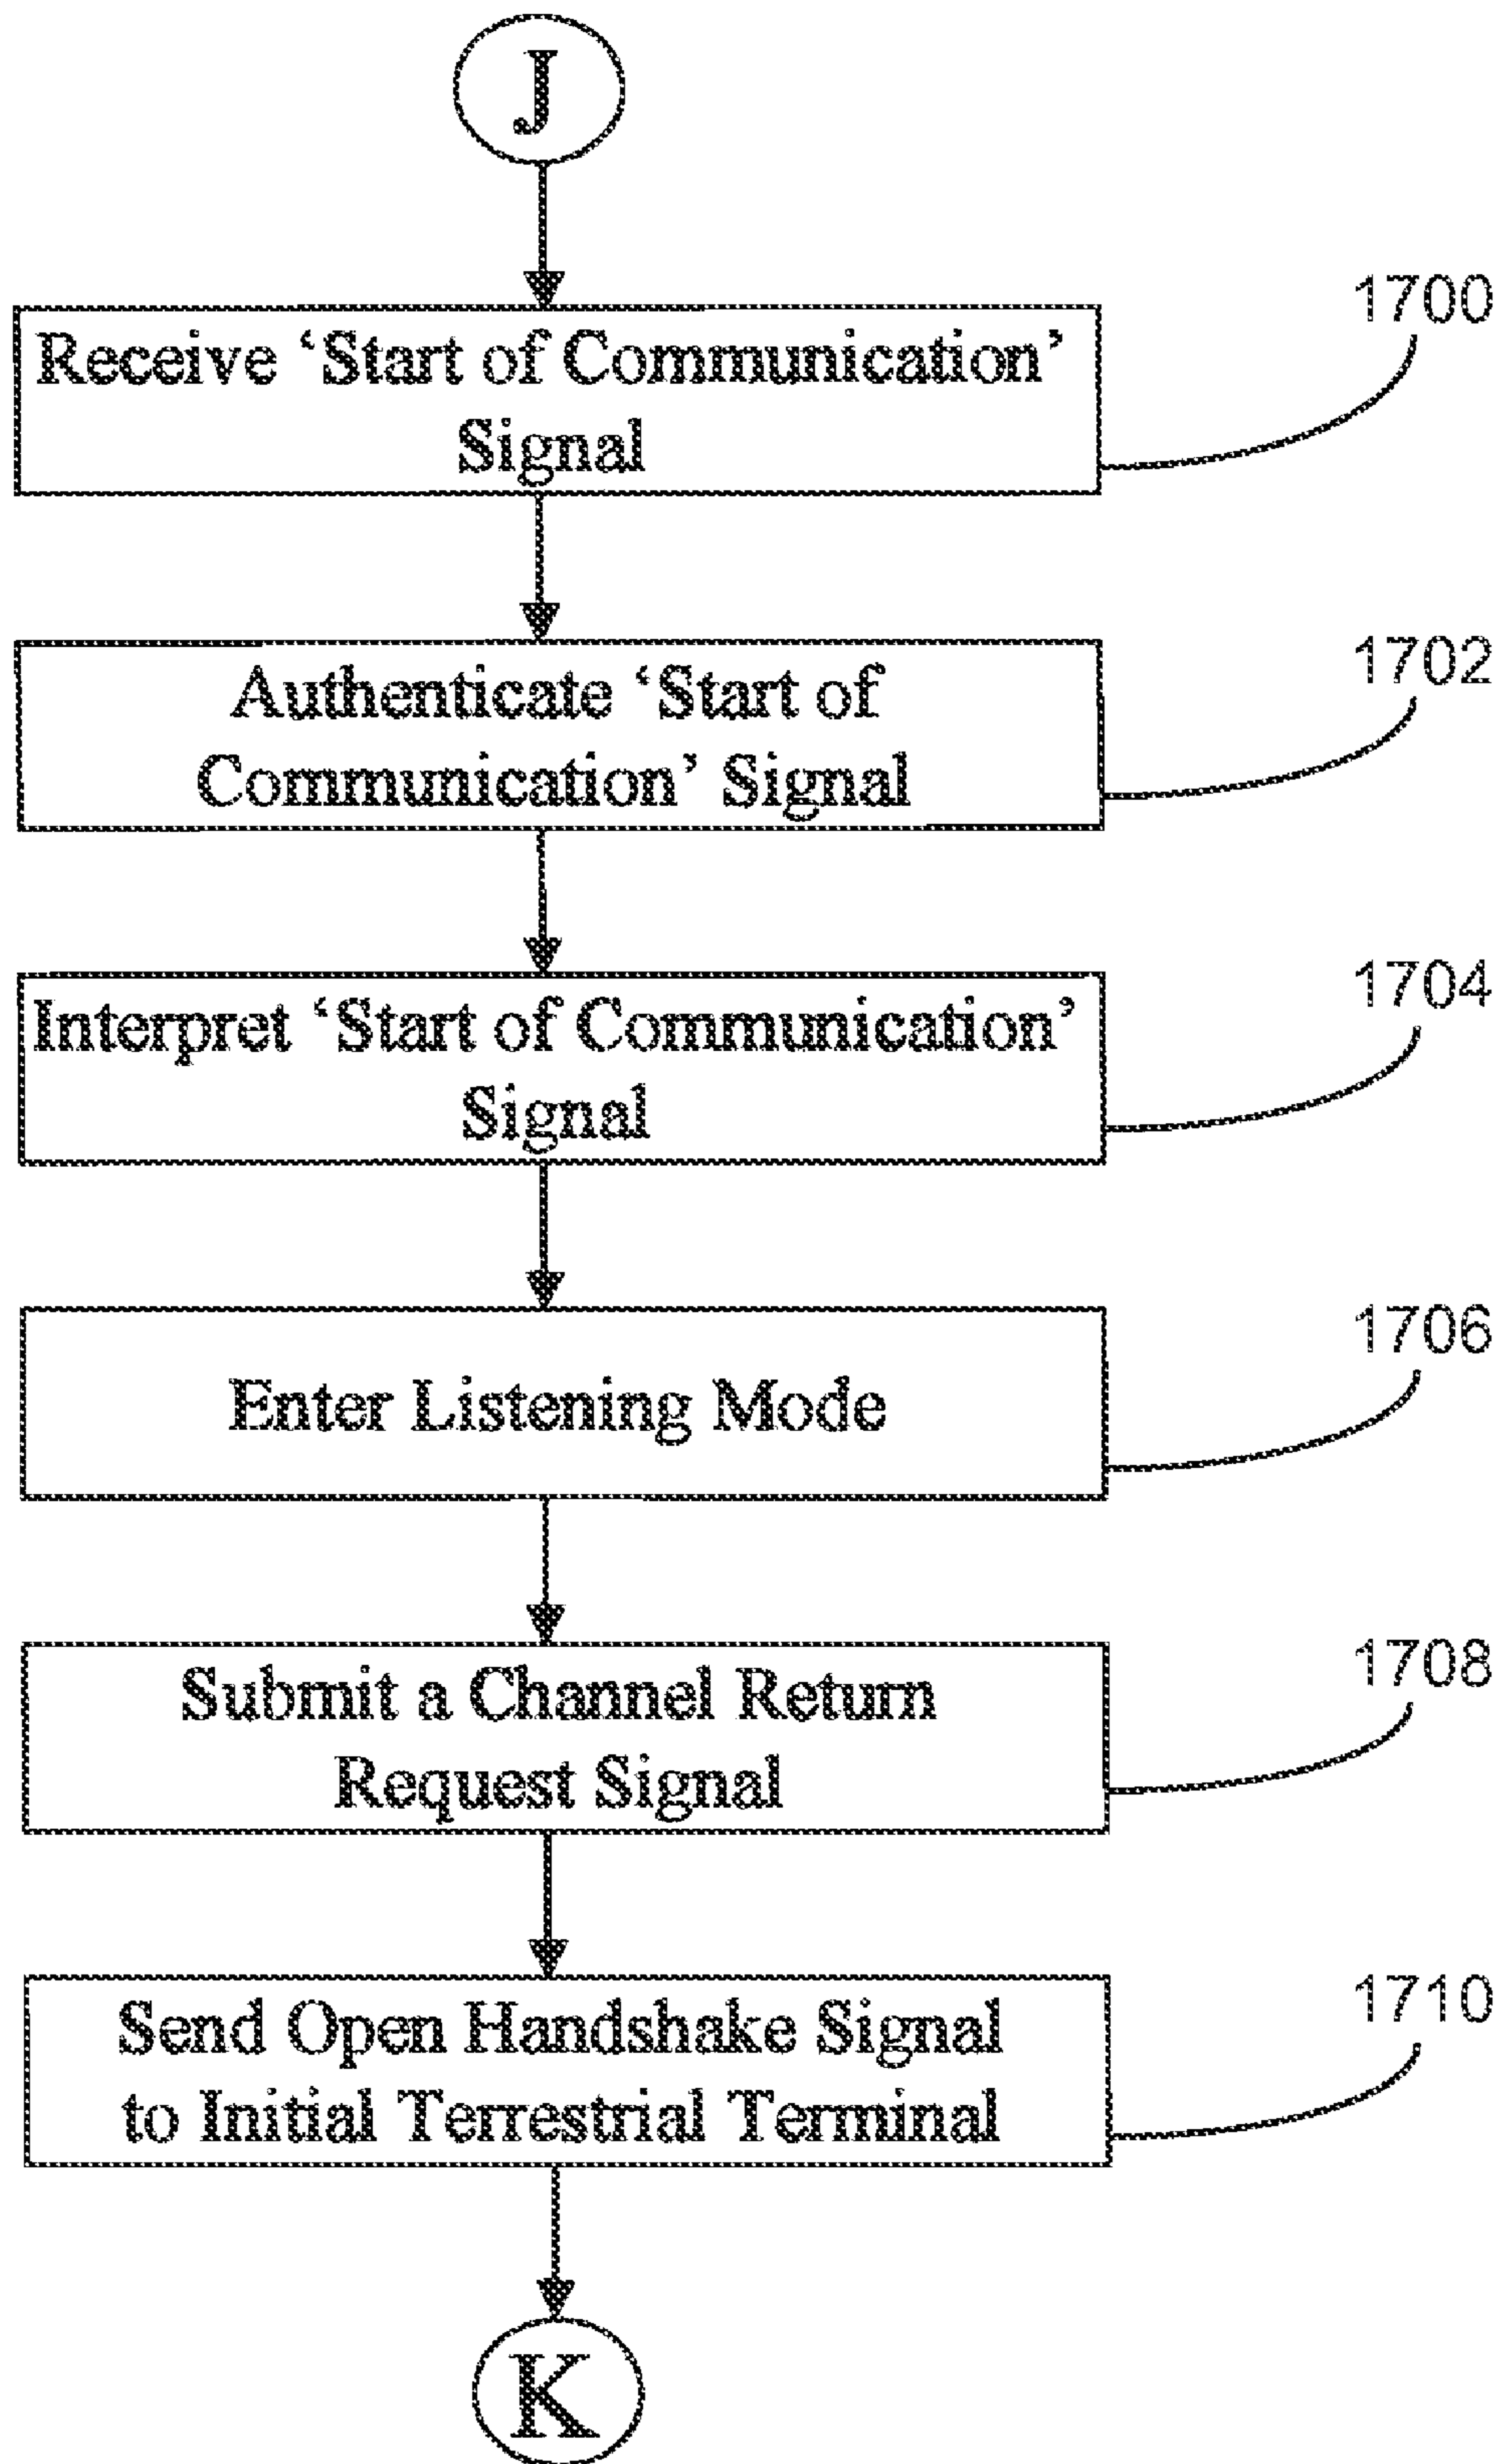 J
1700
Receive ‘Start of Communication’
Signal
1702
Authenticate ‘Start of
Communication’ Signal
1704
Interpret ‘Start of Communication’
Signal
1706
Enter Listening Mode
1708
Submit a Channel Return
Request Signal
1710
Send Open Handshake Signal
to Initial Terrestrial Terminal
K